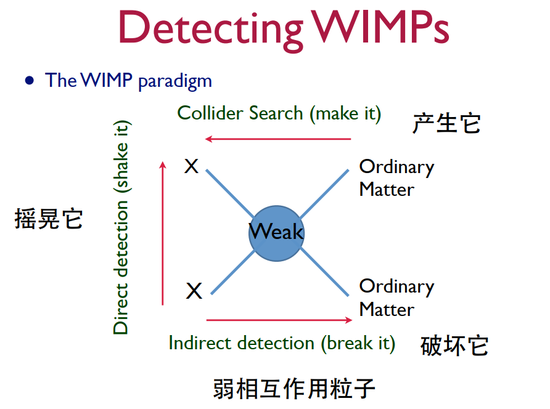 Detecting WIMPs
• The WIMP paradigm
Collider Search (make it)
产生它
Direct detection (shake it)
摇晃它
X
Ordinary
Matter
Weak
X
Ordinary
Matter
Indirect detection (break it)
破坏它
弱相互作用粒子